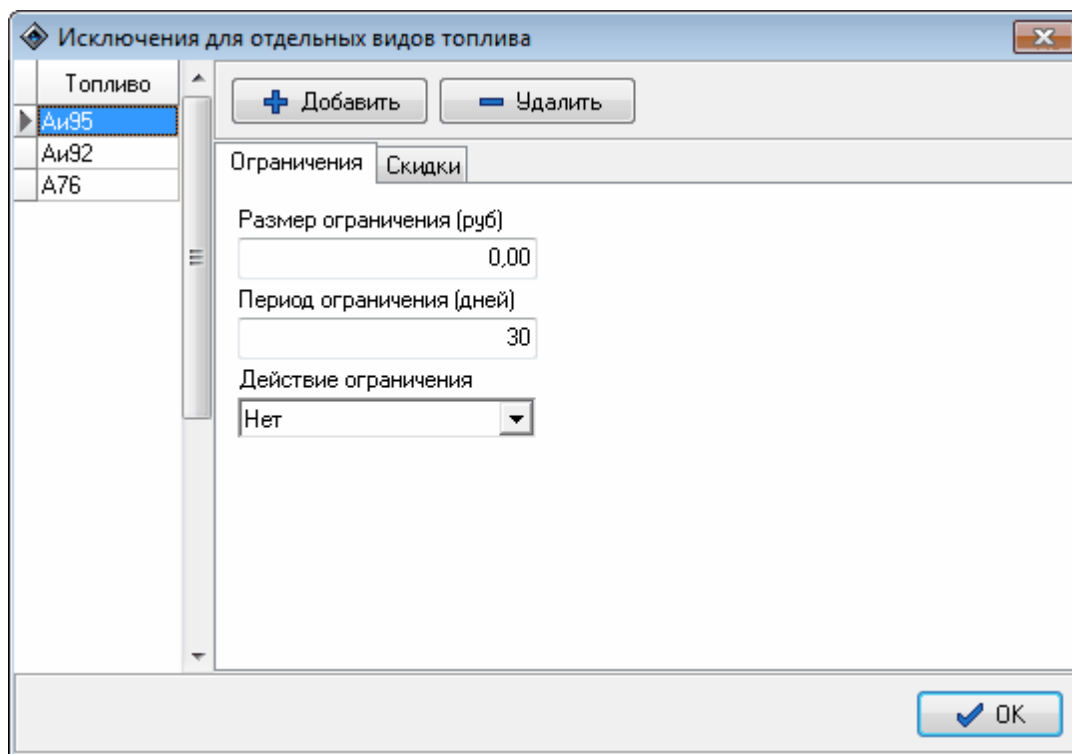 Исключения для отдельных видов топлива
Топливо
Аи95
Аи92
А76
Добавить
Удалить
Ограничения
Скидки
Размер ограничения (руб)
0,00
Период ограничения (дней)
30
Действие ограничения
Нет
OK